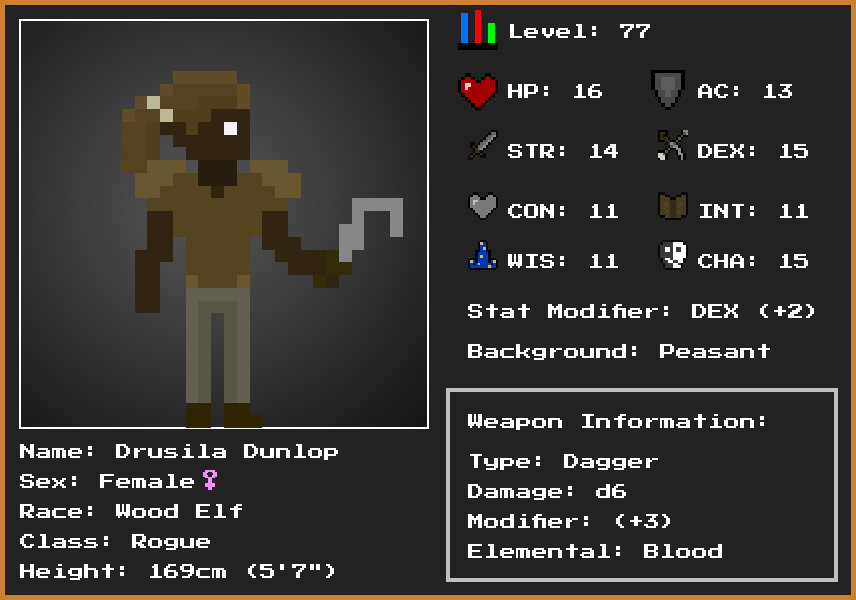 Level: 77
HP: 16 AC: 13
STR: 14 DEX: 15
CON: 11 INT: 11
WIS: 11 CHA: 15
Stat Modifier: DEX (+2)
Background: Peasant
Weapon Information:
Type: Dagger
Damage: d6
Modifier: (+3)
Elemental: Blood
Name: Drusila Dunlop
Sex: Female♀
Race: Wood Elf
Class: Rogue
Height: 169cm (5'7")